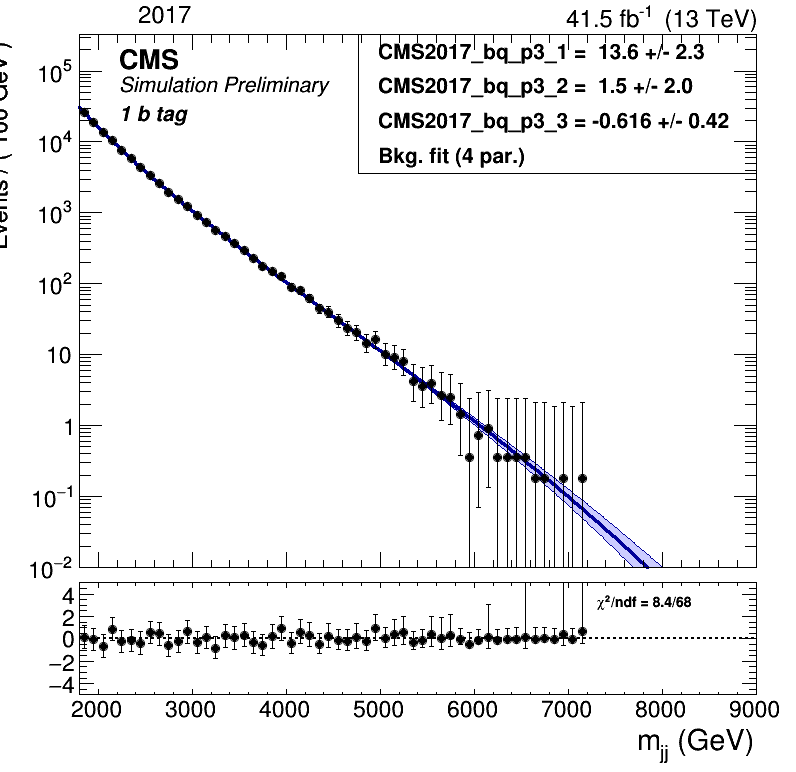 2017
41.5 fb⁻¹ (13 TeV)
CMS
Simulation Preliminary
1 b tag
CMS2017_bq_p3_1 = 13.6 +/- 2.3
CMS2017_bq_p3_2 = 1.5 +/- 2.0
CMS2017_bq_p3_3 = -0.616 +/- 0.42
Bkg. fit (4 par.)
10⁵
10⁴
10³
10²
10
1
10⁻¹
10⁻²
χ²/ndf = 8.4/68
4
2
0
−2
−4
2000 3000 4000 5000 6000 7000 8000 9000
m_jj (GeV)